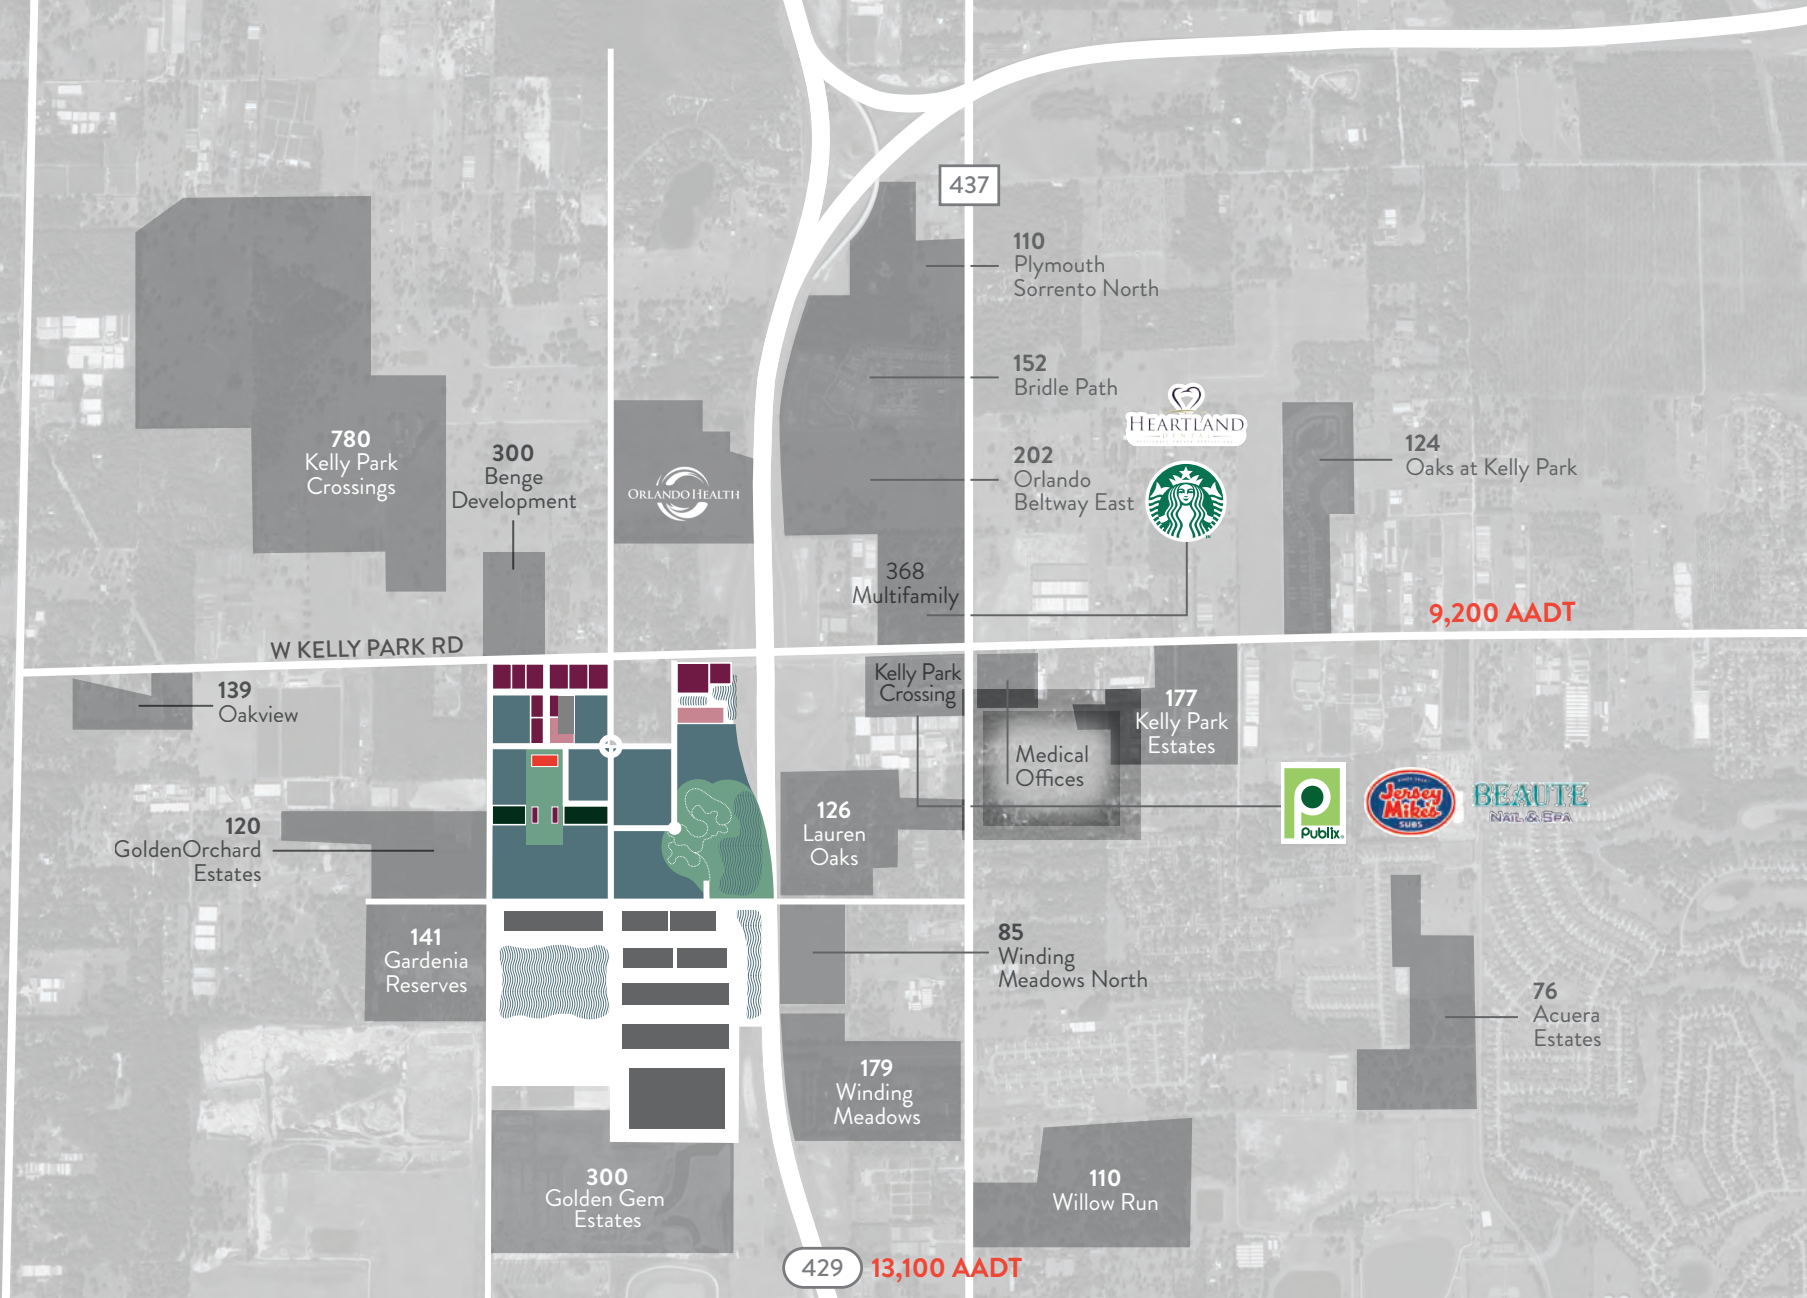 437
110
Plymouth
Sorrento North
152
Bridle Path
HEARTLAND
DENTAL
202
Orlando
Beltway East
124
Oaks at Kelly Park
780
Kelly Park
Crossings
300
Benge
Development
ORLANDO HEALTH
368
Multifamily
9,200 AADT
W KELLY PARK RD
139
Oakview
Kelly Park
Crossing
177
Kelly Park
Estates
Medical
Offices
Publix
SINCE 1956
Jersey
Mike's
SUBS
BEAUTE
NAIL & SPA
126
Lauren
Oaks
120
GoldenOrchard
Estates
141
Gardenia
Reserves
85
Winding
Meadows North
76
Acuera
Estates
179
Winding
Meadows
300
Golden Gem
Estates
110
Willow Run
429
13,100 AADT